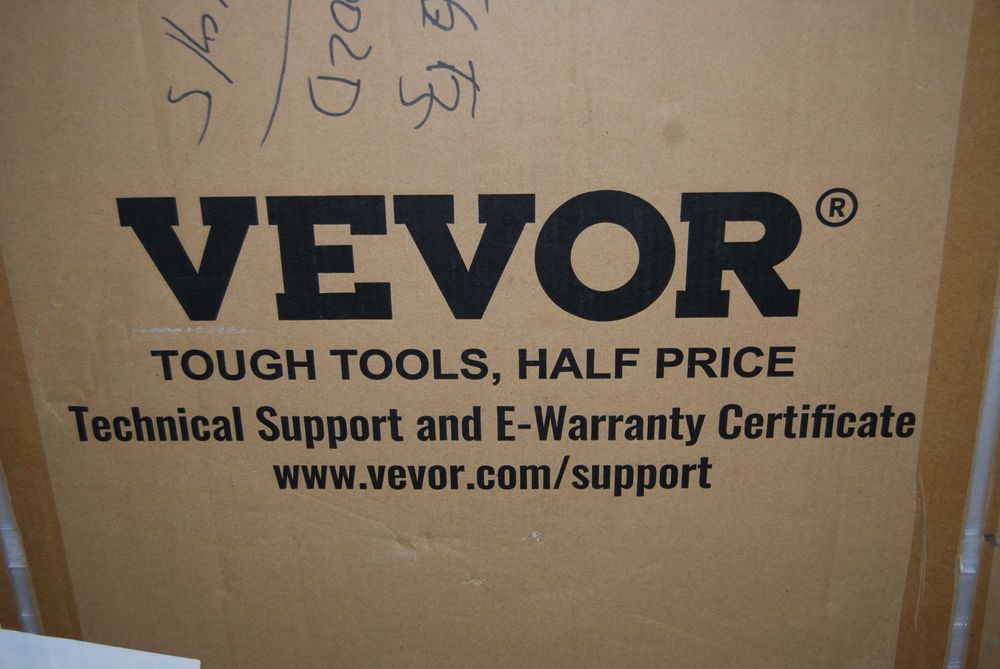 VEVOR®
TOUGH TOOLS, HALF PRICE
Technical Support and E-Warranty Certificate
www.vevor.com/support